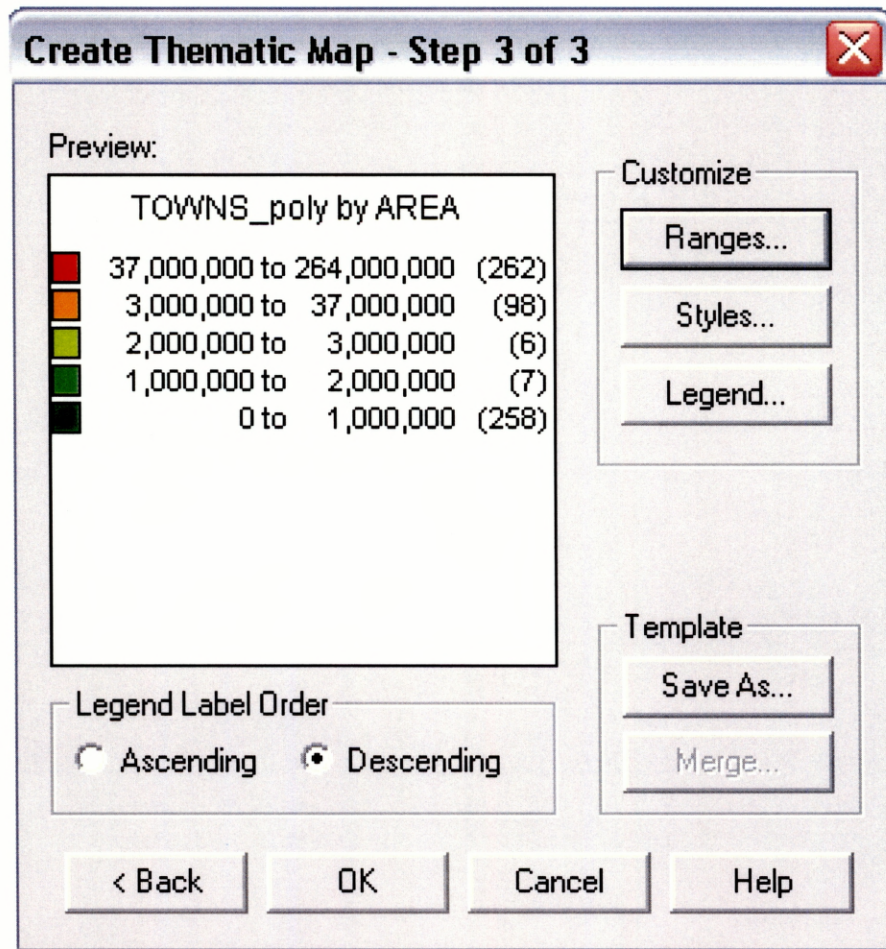 Create Thematic Map - Step 3 of 3
Preview:
TOWNS_poly by AREA
37,000,000 to 264,000,000 (262)
3,000,000 to 37,000,000 (98)
2,000,000 to 3,000,000 (6)
1,000,000 to 2,000,000 (7)
0 to 1,000,000 (258)
Customize
Ranges...
Styles...
Legend...
Template
Save As...
Merge...
Legend Label Order
Ascending Descending
< Back OK Cancel Help